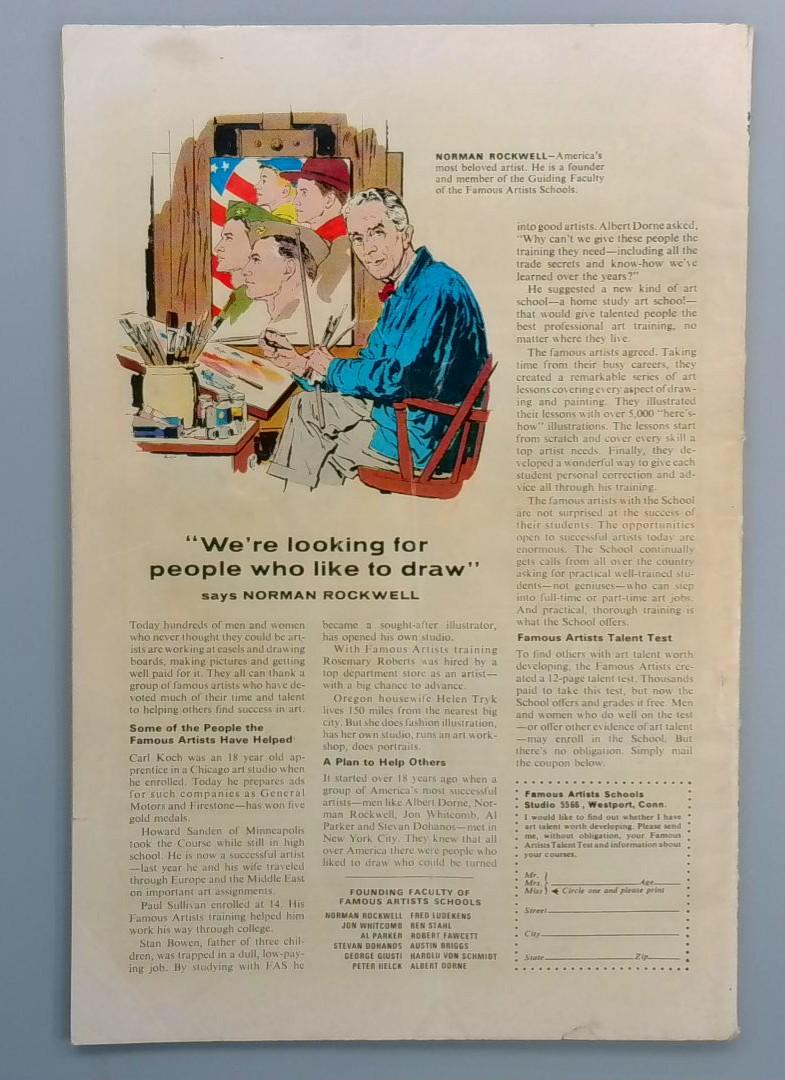 NORMAN ROCKWELL—America's
most beloved artist. He is a founder
and member of the Guiding Faculty
of the Famous Artists Schools.
"We're looking for
people who like to draw"
says NORMAN ROCKWELL
Today hundreds of men and women
who never thought they could be art-
ists are working at easels and drawing
boards, making pictures and getting
well paid for it. They all can thank a
group of famous artists who have de-
voted much of their time and talent
to helping others find success in art.
Some of the People the
Famous Artists Have Helped
Carl Koch was an 18 year old ap-
prentice in a Chicago art studio when
he enrolled. Today he prepares ads
for such companies as General
Motors and Firestone—has won five
gold medals.
Howard Sanden of Minneapolis
took the Course while still in high
school. He is now a successful artist
—last year he and his wife traveled
through Europe and the Middle East
on important art assignments.
Paul Sullivan enrolled at 14. His
Famous Artists training helped him
work his way through college.
Stan Bowen, father of three chil-
dren, was trapped in a dull, low-pay-
ing job. By studying with FAS he
became a sought-after illustrator,
has opened his own studio.
With Famous Artists training
Rosemary Roberts was hired by a
top department store as an artist—
with a big chance to advance.
Oregon housewife Helen Tryk
lives 150 miles from the nearest big
city. But she does fashion illustration,
has her own studio, runs an art work-
shop, does portraits.
A Plan to Help Others
It started over 18 years ago when a
group of America's most successful
artists—men like Albert Dorne, Nor-
man Rockwell, Jon Whitcomb, Al
Parker and Stevan Dohanos—met in
New York City. They knew that all
over America there were people who
liked to draw who could be turned
FOUNDING FACULTY OF
FAMOUS ARTISTS SCHOOLS
NORMAN ROCKWELL FRED LUDEKENS
JON WHITCOMB BEN STAHL
AL PARKER ROBERT FAWCETT
STEVAN DOHANOS AUSTIN BRIGGS
GEORGE GIUSTI HAROLD VON SCHMIDT
PETER HELCK ALBERT DORNE
into good artists. Albert Dorne asked,
"Why can't we give these people the
training they need—including all the
trade secrets and know-how we've
learned over the years?"
He suggested a new kind of art
school—a home study art school—
that would give talented people the
best professional art training, no
matter where they live.
The famous artists agreed. Taking
time from their busy careers, they
created a remarkable series of art
lessons covering every aspect of draw-
ing and painting. They illustrated
their lessons with over 5,000 "here's-
how" illustrations. The lessons start
from scratch and cover every skill a
top artist needs. Finally, they de-
veloped a wonderful way to give each
student personal correction and ad-
vice all through his training.
The famous artists with the School
are not surprised at the success of
their students. The opportunities
open to successful artists today are
enormous. The School continually
gets calls from all over the country
asking for practical well-trained stu-
dents—not geniuses—who can step
into full-time or part-time art jobs.
And practical, thorough training is
what the School offers.
Famous Artists Talent Test
To find others with art talent worth
developing, the Famous Artists cre-
ated a 12-page talent test. Thousands
paid to take this test, but now the
School offers and grades it free. Men
and women who do well on the test
—or offer other evidence of art talent
—may enroll in the School. But
there's no obligation. Simply mail
the coupon below.
Famous Artists Schools
Studio 5566, Westport, Conn.
I would like to find out whether I have
art talent worth developing. Please send
me, without obligation, your Famous
Artists Talent Test and information about
your courses.
Mr.
Mrs. Age
Miss Circle one and please print
Street
City
State Zip